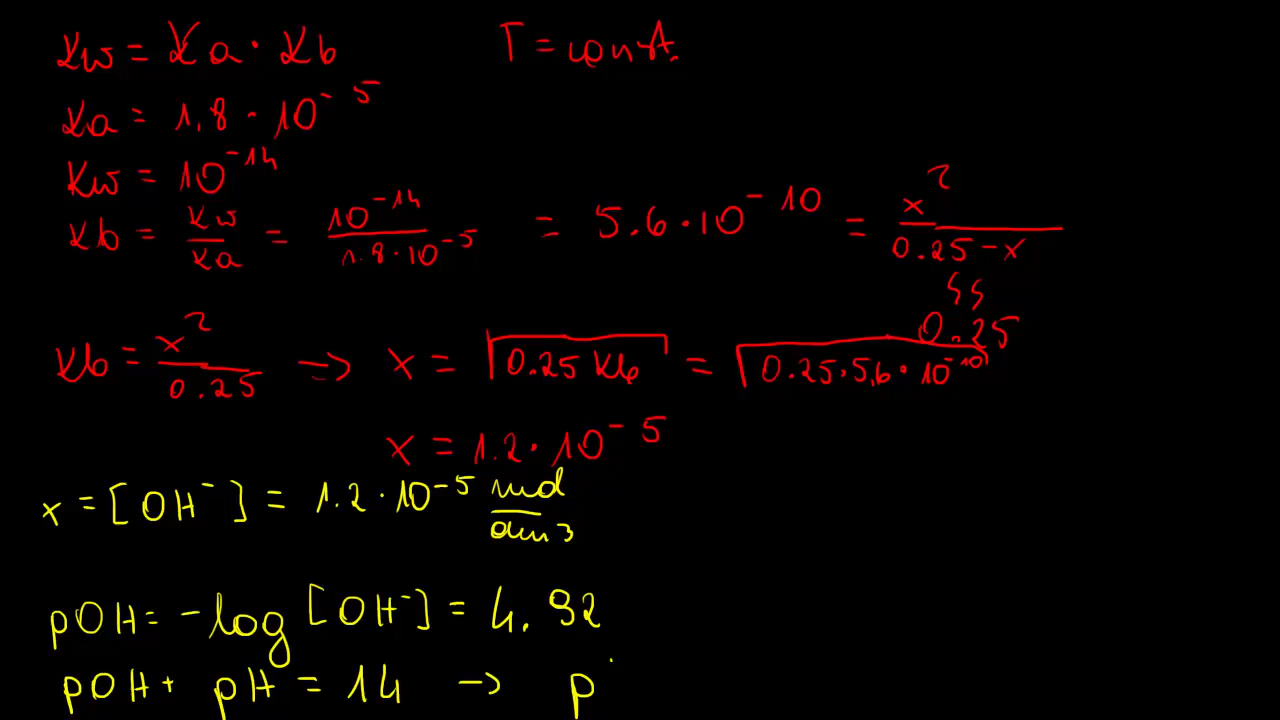 Kw = Ka · Kb    T = const.
Ka = 1,8 · 10⁻⁵
Kw = 10⁻¹⁴
Kb = Kw/Ka = 10⁻¹⁴/1.8·10⁻⁵ = 5.6·10⁻¹⁰ = x²/0.25-x
≈ 0.25
Kb = x²/0.25 → x = √0.25 Kb = √0.25·5,6·10⁻¹⁰
x = 1.2·10⁻⁵
x = [OH⁻] = 1.2·10⁻⁵ mol/dm3
pOH = -log [OH⁻] = 4.92
pOH + pH = 14 → p